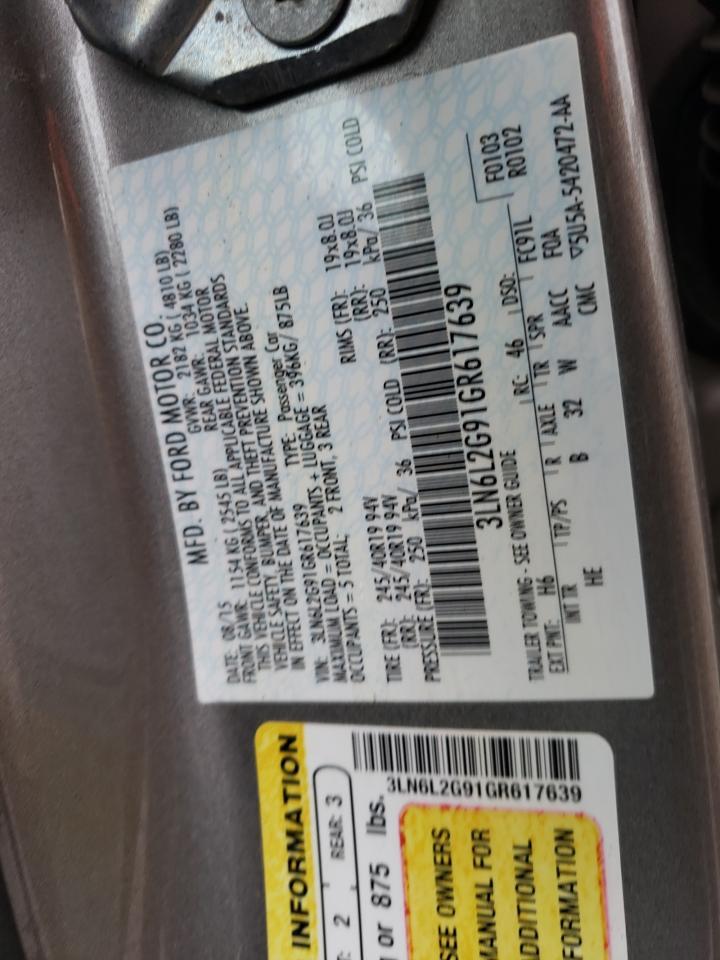 MFD. BY FORD MOTOR CO.
DATE: 08/15 GVWR: 2182 KG ( 4810 LB)
FRONT GAWR: 1154 KG ( 2545 LB) REAR GAWR: 1034 KG ( 2280 LB)
THIS VEHICLE CONFORMS TO ALL APPLICABLE FEDERAL MOTOR
VEHICLE SAFETY, BUMPER, AND THEFT PREVENTION STANDARDS
IN EFFECT ON THE DATE OF MANUFACTURE SHOWN ABOVE.
VIN: 3LN6L2G91GR617639 TYPE: Passenger Car
MAXIMUM LOAD = OCCUPANTS + LUGGAGE = 396KG/ 875LB
OCCUPANTS = 5 TOTAL; 2 FRONT, 3 REAR
TIRE (FR): 245/40R19 94V RIMS (FR): 19x8.0J
(RR): 245/40R19 94V (RR): 19x8.0J
PRESSURE (FR): 250 kPa/ 36 PSI COLD (RR): 250 kPa/ 36 PSI COLD
3LN6L2G91GR617639
F0103
R0102
TRAILER TOWING - SEE OWNER GUIDE
EXT PNT: H6 RC: 46 DSO: FC91L
INT TR TP/PS R AXLE TR SPR F0A
HE B 32 W AACC
CMC ▽5U5A-5420472-AA
INFORMATION
2 REAR: 3
or 875 lbs.
3LN6L2G91GR617639
SEE OWNERS
MANUAL FOR